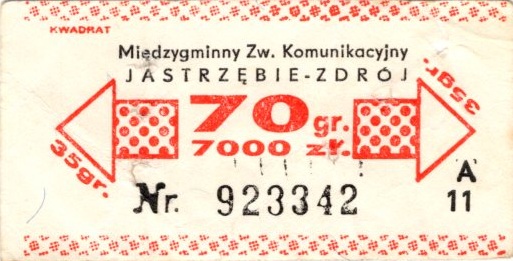 KWADRAT
Międzygminny Zw. Komunikacyjny
JASTRZĘBIE-ZDRÓJ
70 gr.
7000 zł.
35gr.
35gr.
Nr. 923342
A
11